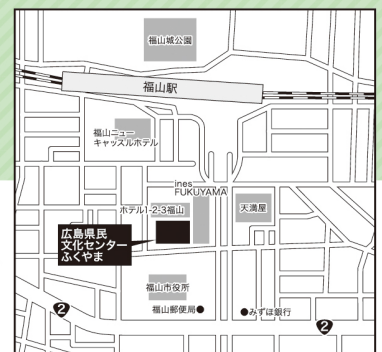 福山城公園
福山駅
福山ニュー
キャッスルホテル
ines
FUKUYAMA
ホテル1-2-3福山
天満屋
広島県民
文化センター
ふくやま
福山市役所
福山郵便局●
●みずほ銀行
2
2